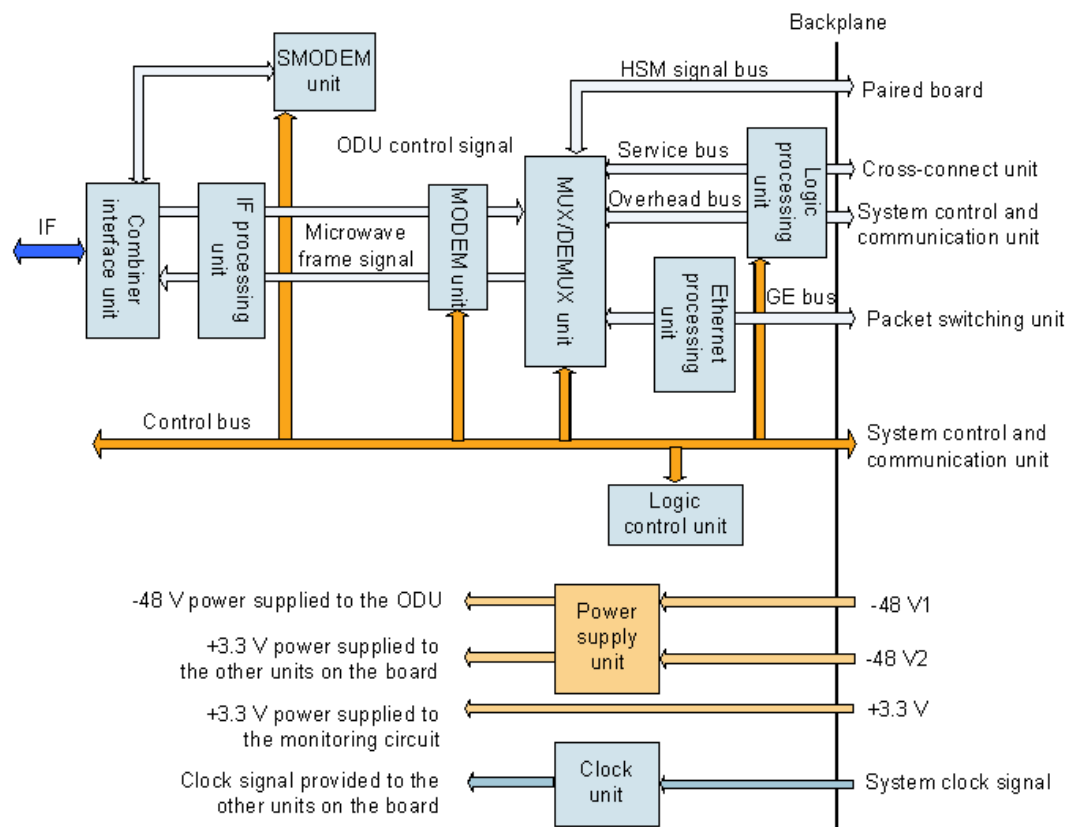 Backplane
SMODEM
unit
HSM signal bus
Paired board
ODU control signal
Service bus
Logic
processing
unit
Cross-connect unit
Overhead bus
System control and
communication unit
IF
Combiner
interface unit
IF processing
unit
Microwave
frame signal
MODEM unit
MUX/DEMUX unit
Ethernet
processing
unit
GE bus
Packet switching unit
Control bus
System control and
communication unit
Logic
control unit
-48 V power supplied to the ODU
Power
supply
unit
-48 V1
+3.3 V power supplied to
the other units on the board
-48 V2
+3.3 V power supplied to
the monitoring circuit
+3.3 V
Clock signal provided to the
other units on the board
Clock
unit
System clock signal